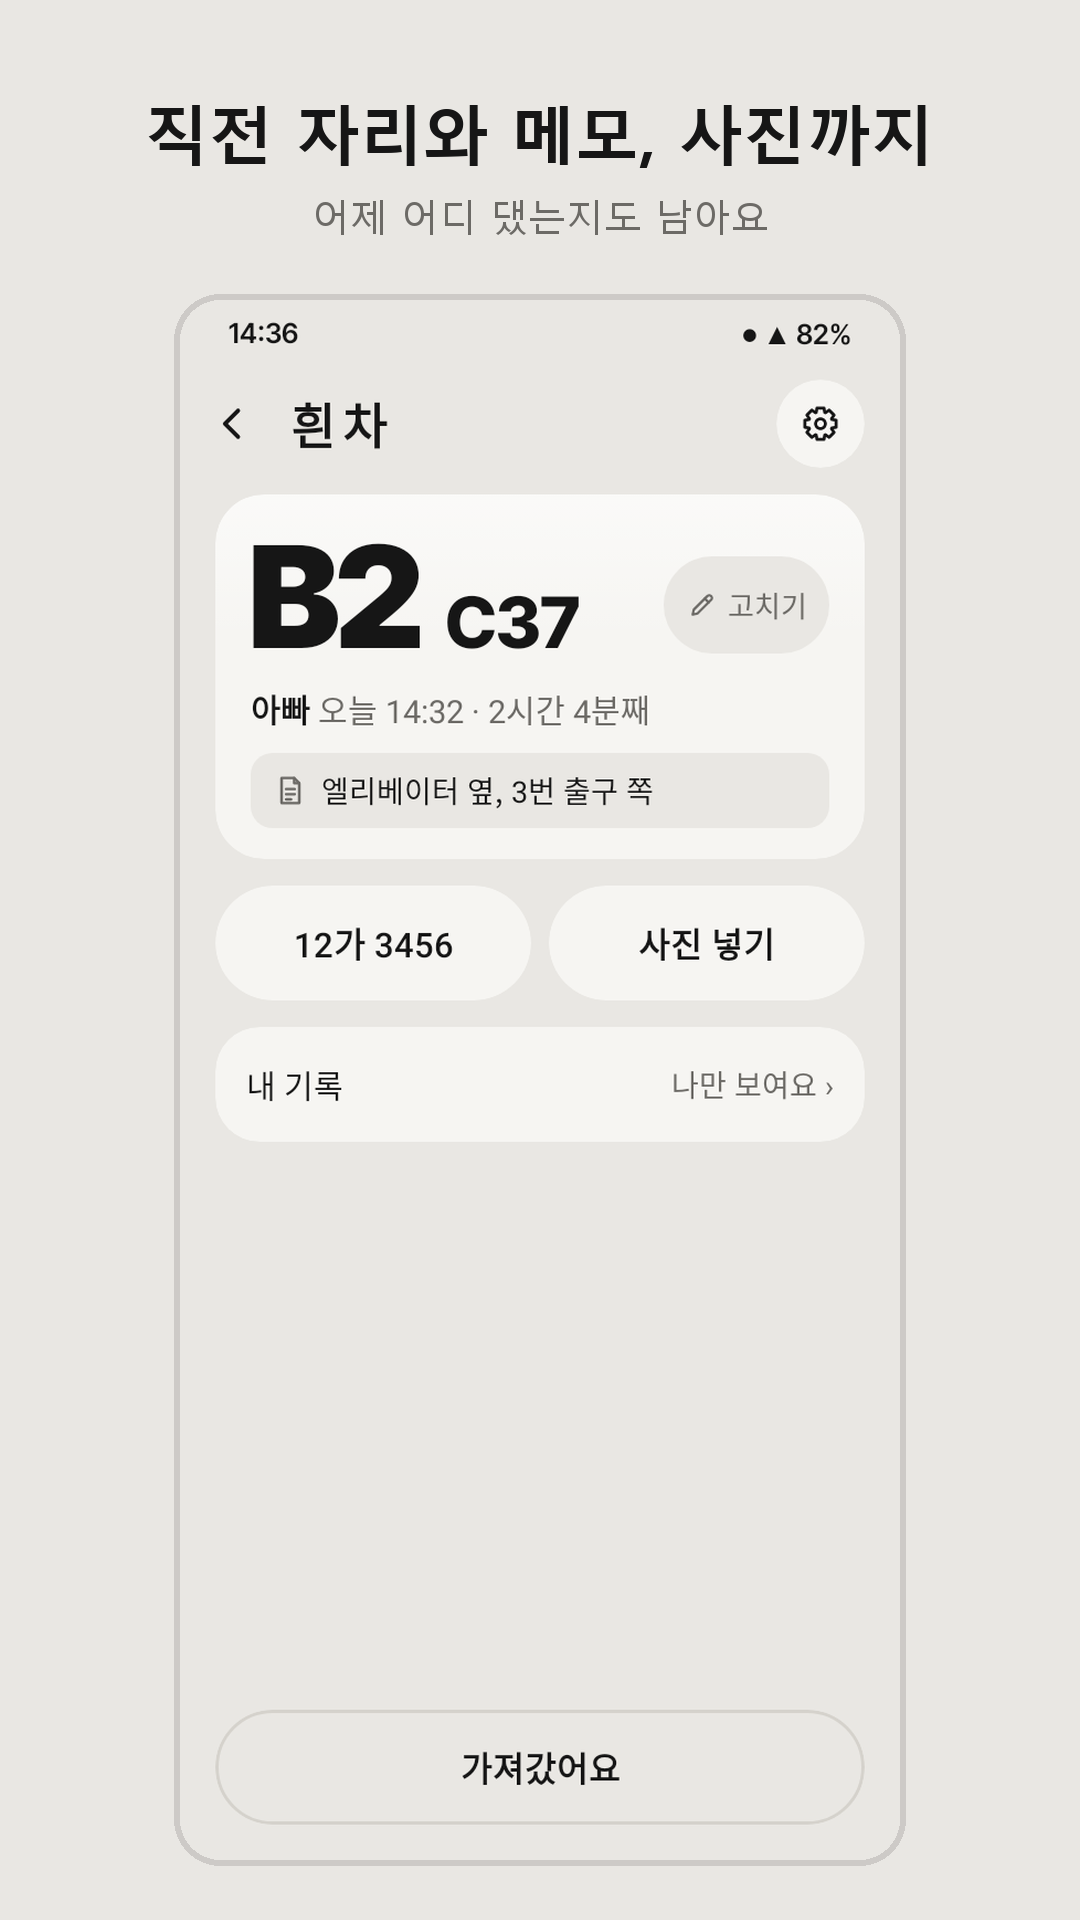 직전 자리와 메모, 사진까지
어제 어디 댔는지도 남아요
14:36
82%
흰 차
B2 C37
고치기
아빠 오늘 14:32 · 2시간 4분째
엘리베이터 옆, 3번 출구 쪽
12가 3456
사진 넣기
내 기록
나만 보여요 ›
가져갔어요